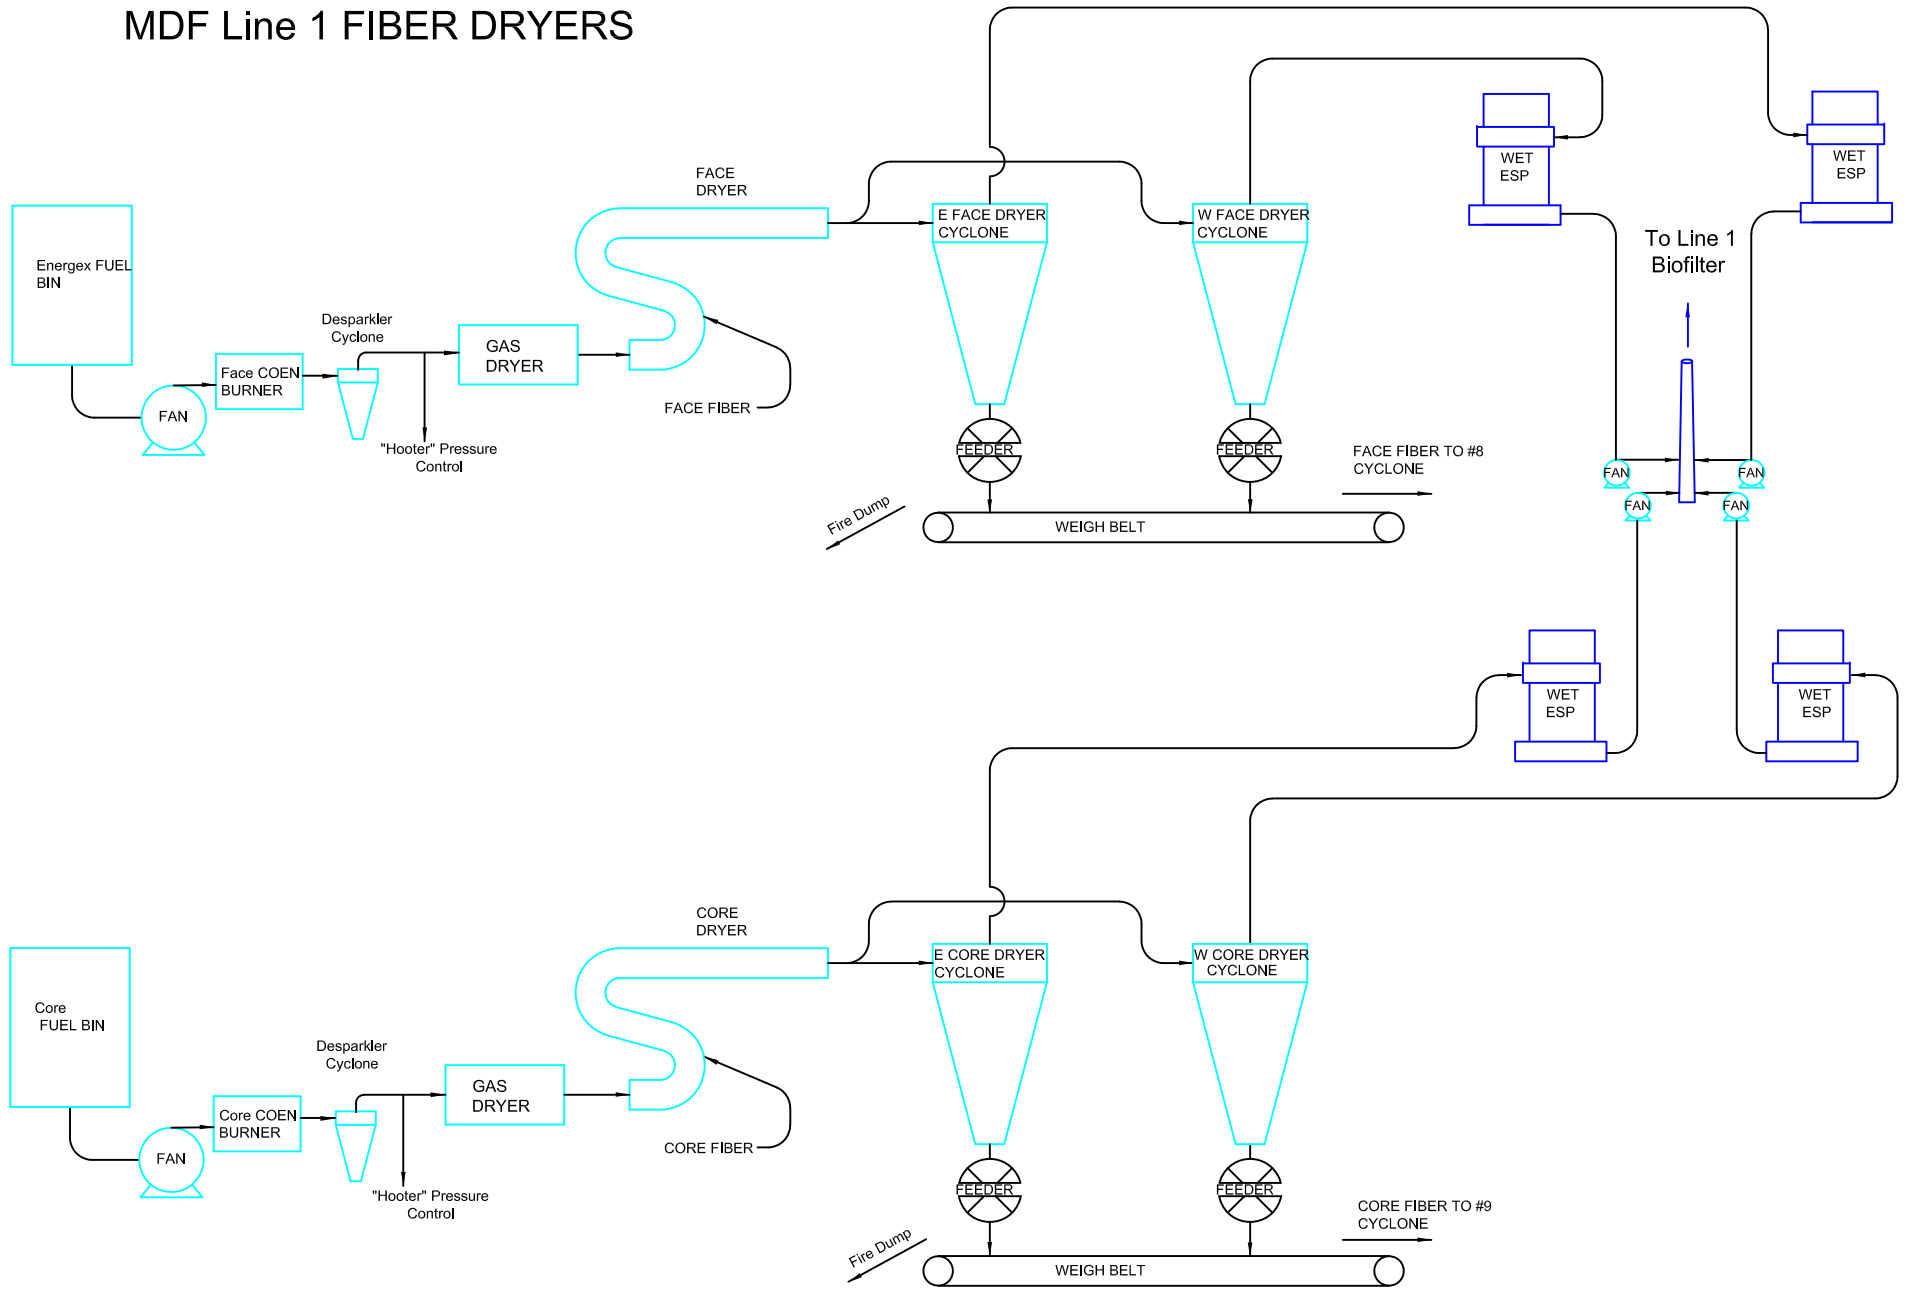 MDF Line 1 FIBER DRYERS
WET
ESP
WET
ESP
FACE
DRYER
E FACE DRYER
CYCLONE
W FACE DRYER
CYCLONE
To Line 1
Biofilter
Energex FUEL
BIN
Desparkler
Cyclone
GAS
DRYER
Face COEN
BURNER
FAN
FACE FIBER
"Hooter" Pressure
Control
FEEDER
FEEDER
FACE FIBER TO #8
CYCLONE
FAN
FAN
FAN
FAN
Fire Dump
WEIGH BELT
WET
ESP
WET
ESP
CORE
DRYER
E CORE DRYER
CYCLONE
W CORE DRYER
CYCLONE
Core
FUEL BIN
Desparkler
Cyclone
GAS
DRYER
Core COEN
BURNER
FAN
CORE FIBER
"Hooter" Pressure
Control
FEEDER
FEEDER
CORE FIBER TO #9
CYCLONE
Fire Dump
WEIGH BELT